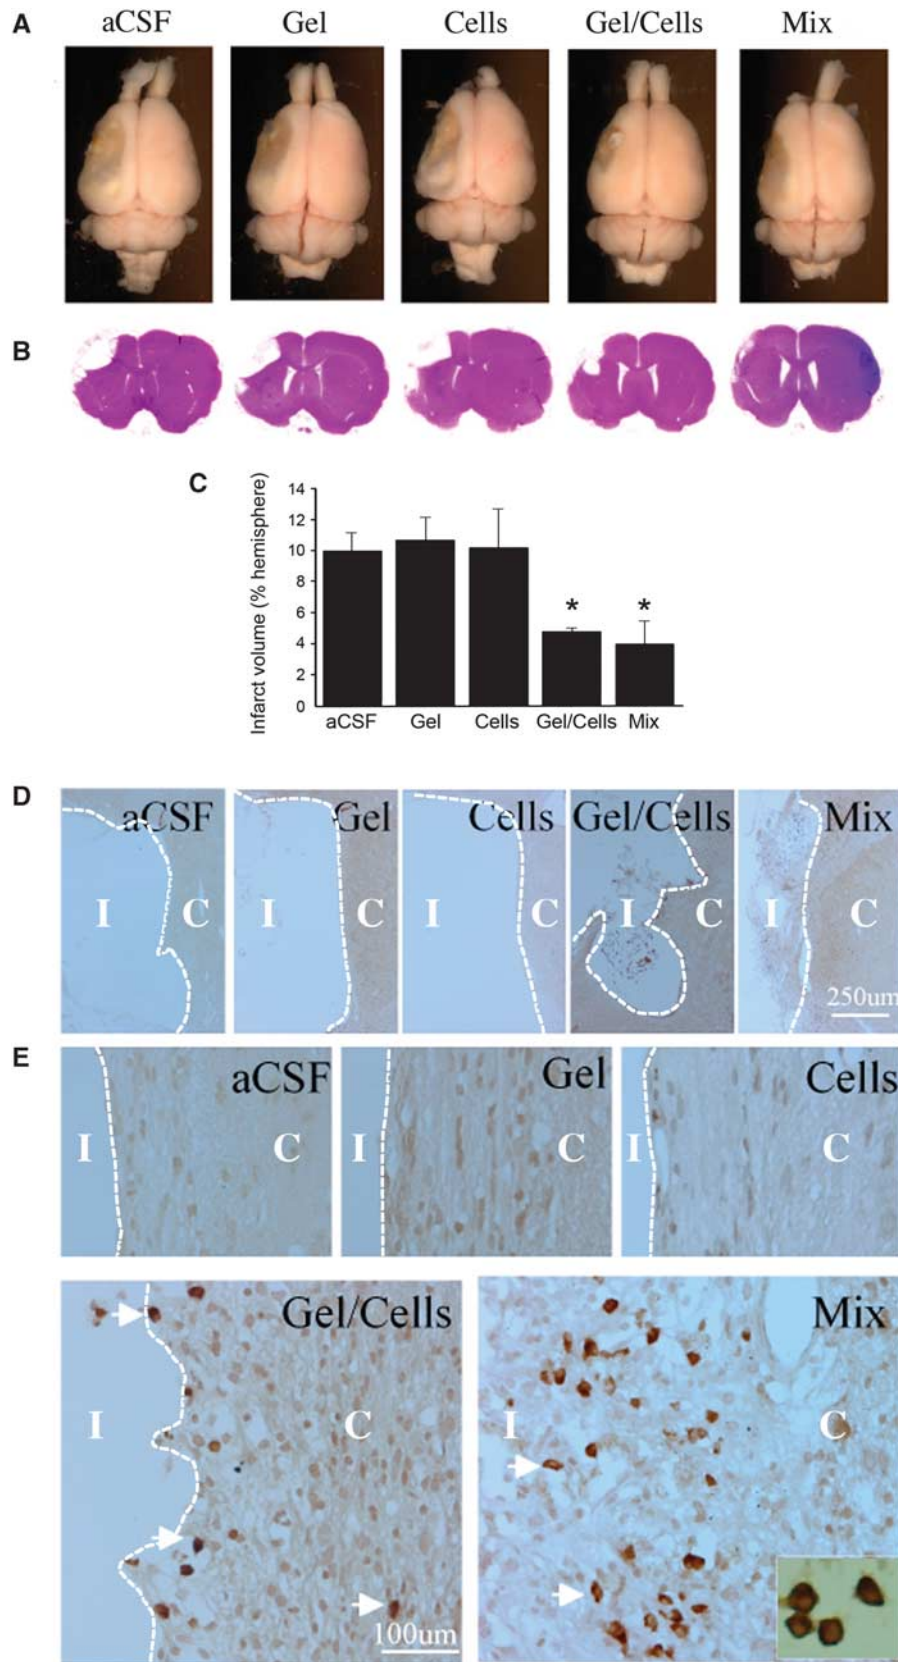 A
aCSF Gel Cells Gel/Cells Mix
B
C
Infarct volume (% hemisphere)
14
12
10
8
6
4
2
0
* *
aCSF Gel Cells Gel/Cells Mix
D
aCSF Gel Cells Gel/Cells Mix
I C I C I C I C I C
250um
E
aCSF Gel Cells
I C I C I C
Gel/Cells Mix
I C I C
100um